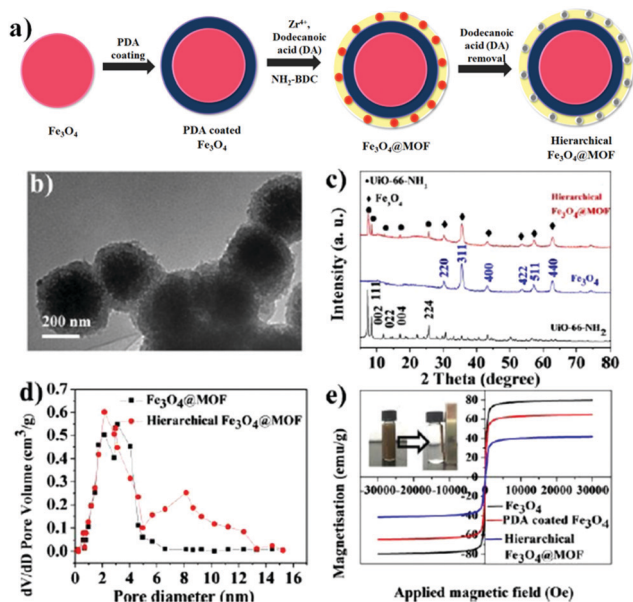 a)
PDA
coating
Zr⁴⁺,
Dodecanoic
acid (DA)
NH₂-BDC
Dodecanoic
acid (DA)
removal
Fe₃O₄
PDA coated
Fe₃O₄
Fe₃O₄@MOF
Hierarchical
Fe₃O₄@MOF
b)
200 nm
c)
Intensity (a. u.)
UiO-66-NH₂
Fe₃O₄
Hierarchical
Fe₃O₄@MOF
220
311
400
422
511
440
Fe₃O₄
111
002
022
004
224
UiO-66-NH₂
10 20 30 40 50 60 70 80
2 Theta (degree)
d)
dV/dD Pore Volume (cm³/g)
0.6
0.5
0.4
0.3
0.2
0.1
0.0
Fe₃O₄@MOF
Hierarchical Fe₃O₄@MOF
0 2 4 6 8 10 12 14 16
Pore diameter (nm)
e)
Magnetisation (emu/g)
80
60
40
20
0
-20
-40
-60
-80
-30000 -20000 -10000 0 10000 20000 30000
Fe₃O₄
PDA coated Fe₃O₄
Hierarchical
Fe₃O₄@MOF
Applied magnetic field (Oe)